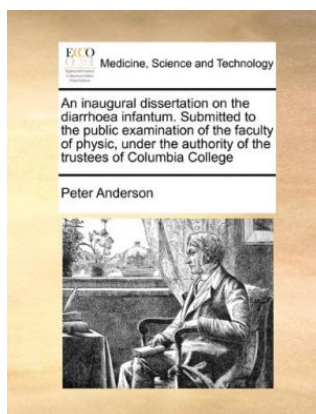 ECCO
Medicine, Science and Technology
An inaugural dissertation on the
diarrhoea infantum. Submitted to
the public examination of the faculty
of physic, under the authority of the
trustees of Columbia College
Peter Anderson